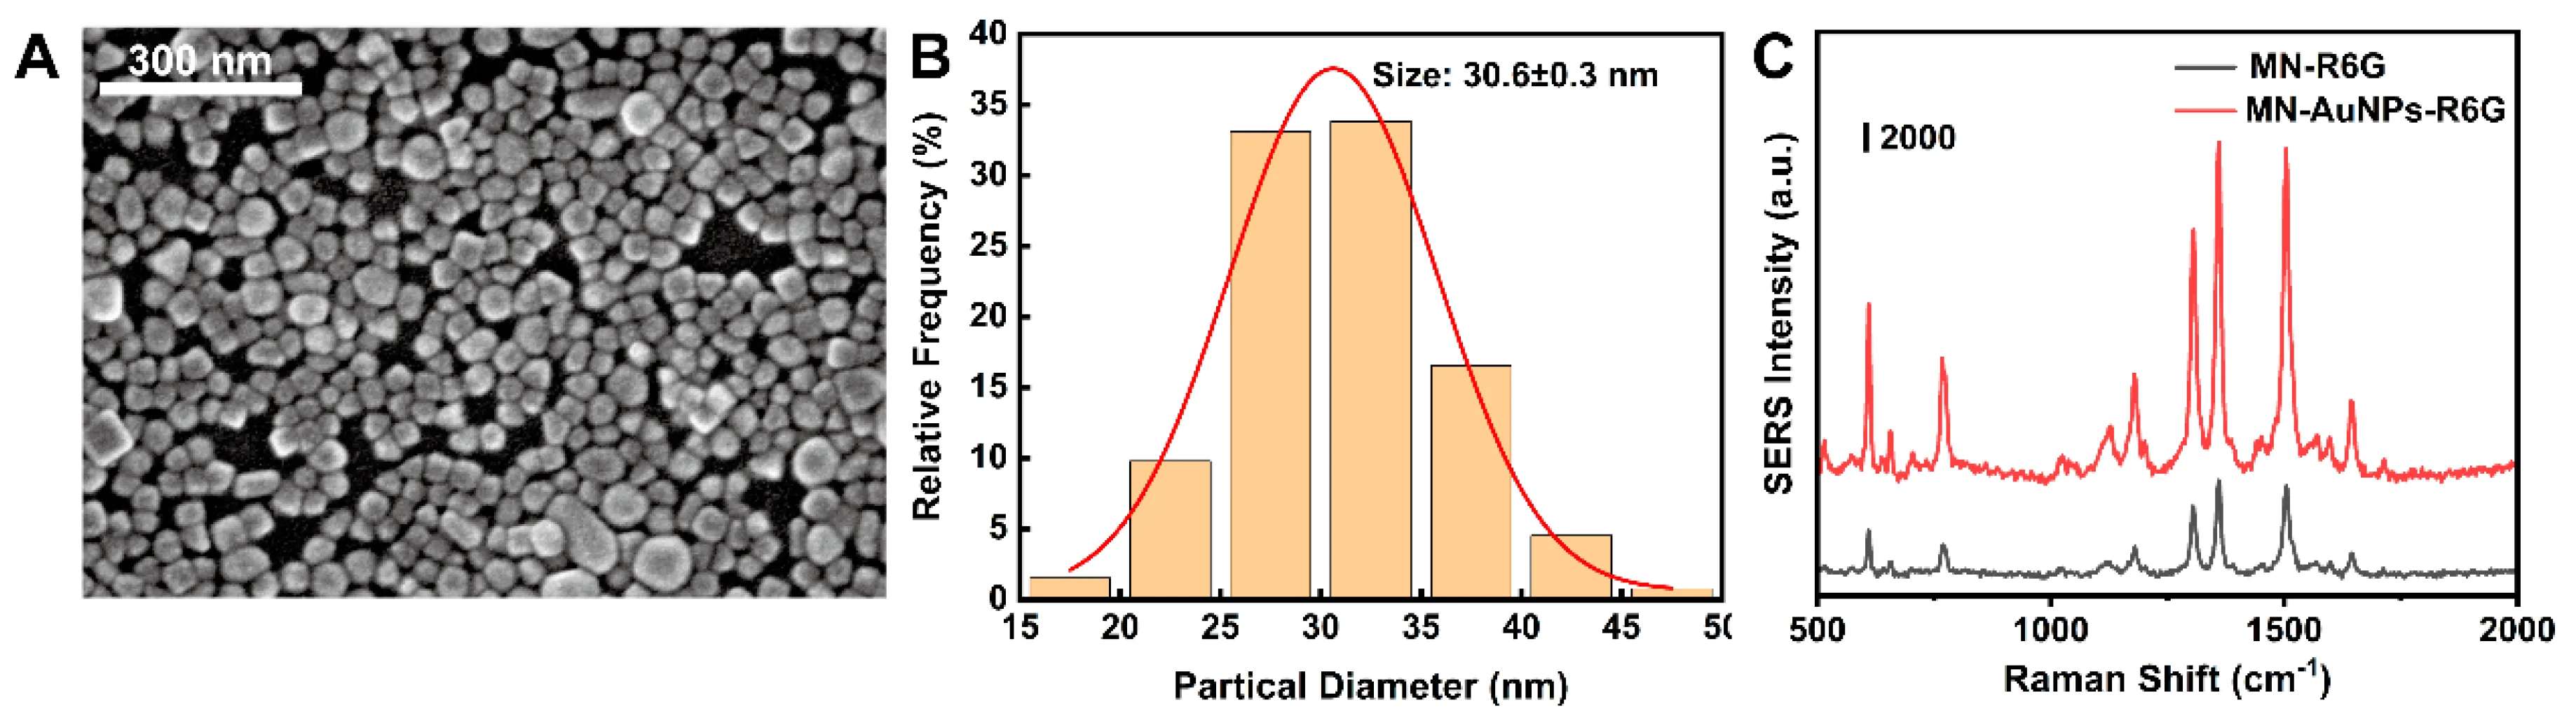 A
300 nm
B
Size: 30.6±0.3 nm
40
35
30
25
20
15
10
5
0
Relative Frequency (%)
15 20 25 30 35 40 45 50
Partical Diameter (nm)
C
MN-R6G
MN-AuNPs-R6G
2000
SERS Intensity (a.u.)
500 1000 1500 2000
Raman Shift (cm⁻¹)